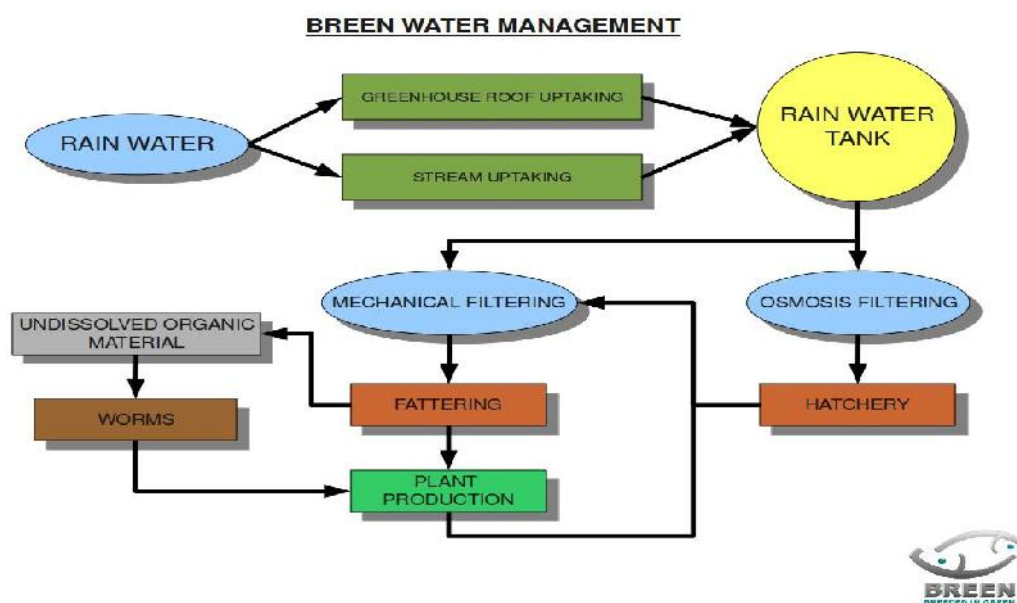 BREEN WATER MANAGEMENT
GREENHOUSE ROOF UPTAKING
RAIN WATER
STREAM UPTAKING
RAIN WATER
TANK
MECHANICAL FILTERING
OSMOSIS FILTERING
UNDISSOLVED ORGANIC
MATERIAL
WORMS
FATTERING
HATCHERY
PLANT
PRODUCTION
BREEN